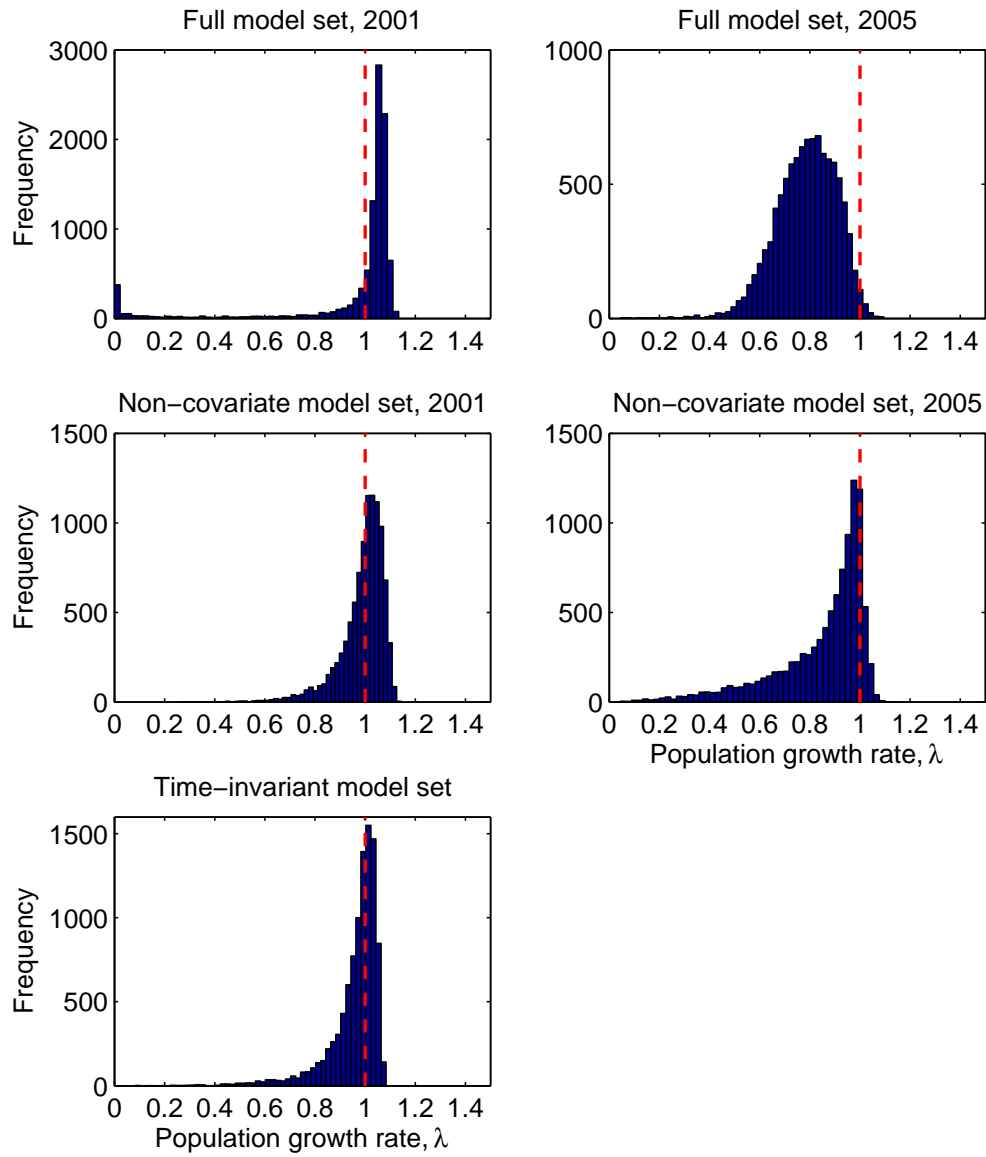 Full model set, 2001
Full model set, 2005
3000
2000
1000
0
Frequency
0 0.2 0.4 0.6 0.8 1 1.2 1.4
1000
500
0
0 0.2 0.4 0.6 0.8 1 1.2 1.4
Non−covariate model set, 2001
Non−covariate model set, 2005
1500
1000
500
0
Frequency
0 0.2 0.4 0.6 0.8 1 1.2 1.4
1500
1000
500
0
0 0.2 0.4 0.6 0.8 1 1.2 1.4
Population growth rate, λ
Time−invariant model set
1500
1000
500
0
Frequency
0 0.2 0.4 0.6 0.8 1 1.2 1.4
Population growth rate, λ